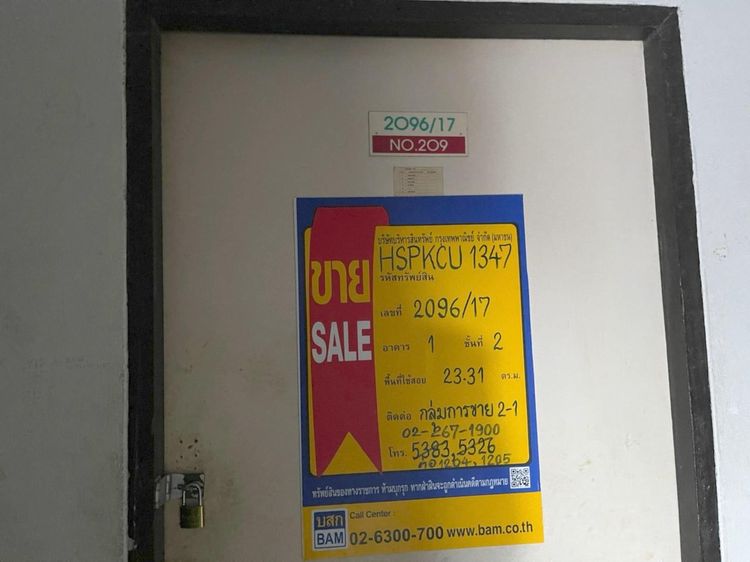 2096/17
NO.209
บริษัทบริหารสินทรัพย์ กรุงเทพพาณิชย์ จำกัด (มหาชน)
HSPKCU 1347
รหัสทรัพย์สิน
ขาย
SALE
เลขที่ 2096/17
อาคาร 1 ชั้นที่ 2
พื้นที่ใช้สอย 23.31 ตร.ม.
ติดต่อ กลุ่มการขาย 2-1
02-267-1900
โทร. 5383, 5326
1264, 1205
ทรัพย์สินของทางราชการ ห้ามบุกรุก หากฝ่าฝืนจะถูกดำเนินคดีตามกฎหมาย
บสก
BAM
Call Center :
02-6300-700 www.bam.co.th